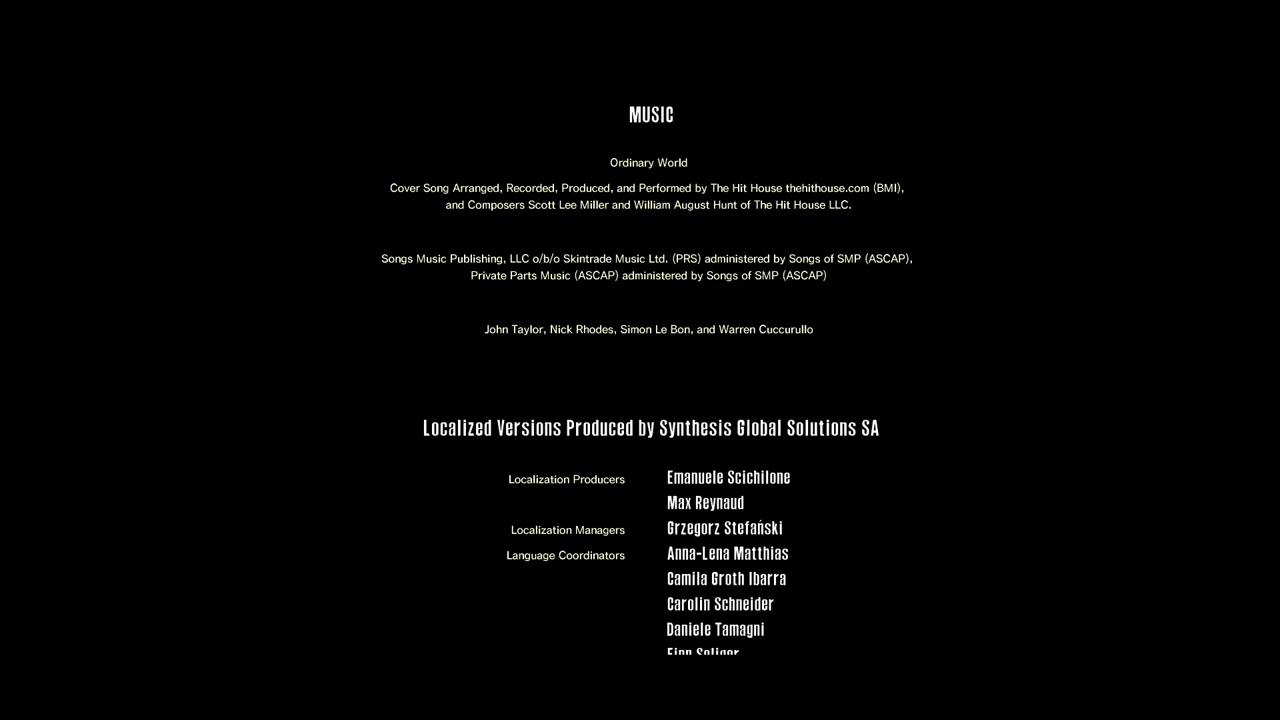 MUSIC
Ordinary World
Cover Song Arranged, Recorded, Produced, and Performed by The Hit House thehithouse.com (BMI),
and Composers Scott Lee Miller and William August Hunt of The Hit House LLC.
Songs Music Publishing, LLC o/b/o Skintrade Music Ltd. (PRS) administered by Songs of SMP (ASCAP),
Private Parts Music (ASCAP) administered by Songs of SMP (ASCAP)
John Taylor, Nick Rhodes, Simon Le Bon, and Warren Cuccurullo
Localized Versions Produced by Synthesis Global Solutions SA
Localization Producers Emanuele Scichilone
Max Reynaud
Localization Managers Grzegorz Stefański
Language Coordinators Anna-Lena Matthias
Camila Groth Ibarra
Carolin Schneider
Daniele Tamagni